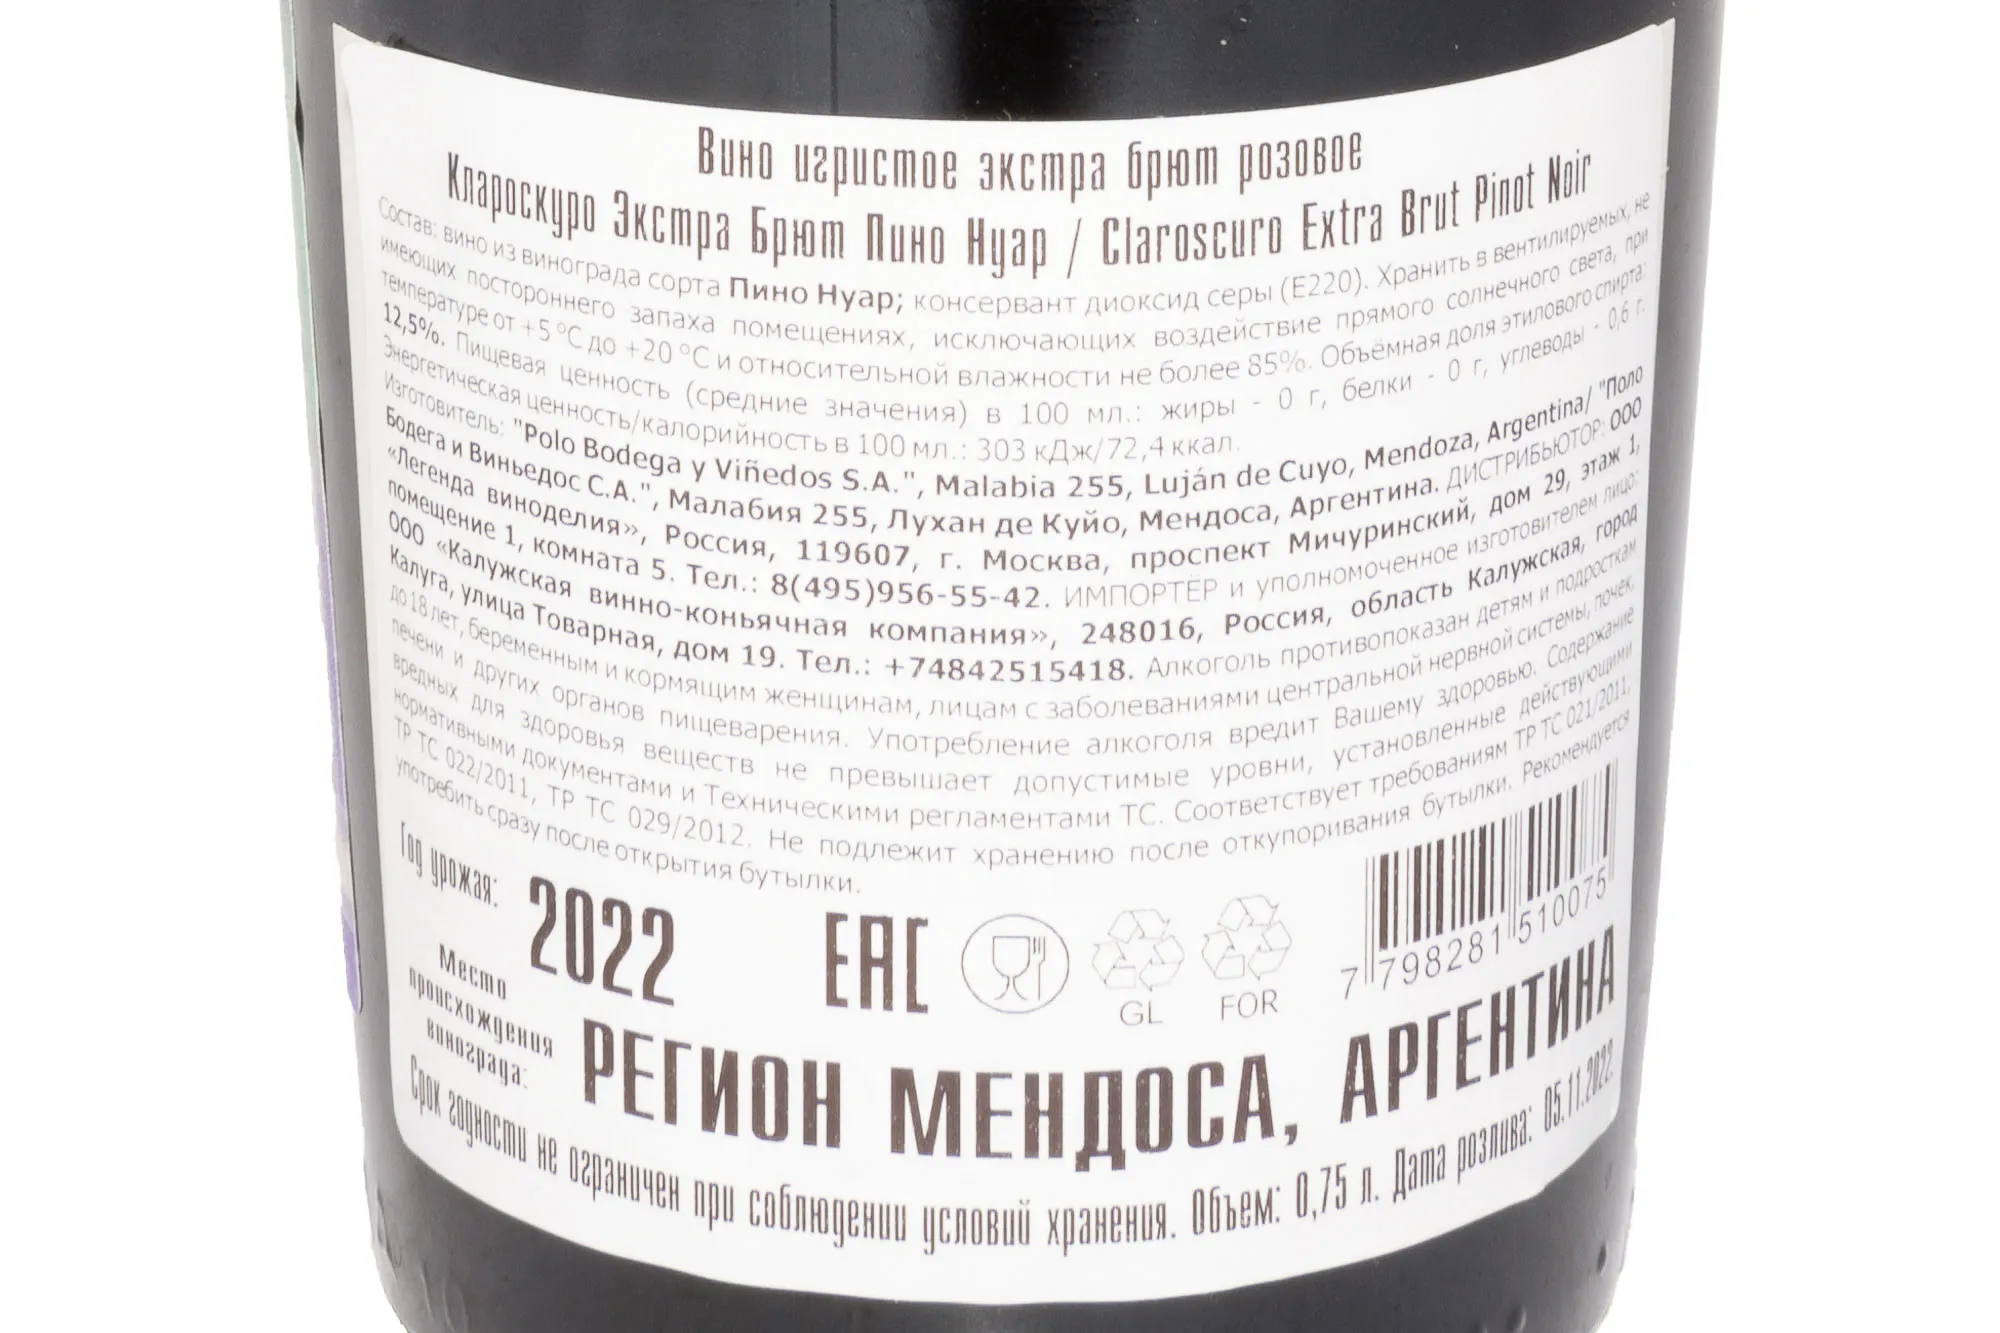 Вино игристое экстра брют розовое
Клароскуро Экстра Брют Пино Нуар / Claroscuro Extra Brut Pinot Noir
Состав: вино из винограда сорта Пино Нуар; консервант диоксид серы (E220). Хранить в вентилируемых, не
имеющих постороннего запаха помещениях, исключающих воздействие прямого солнечного света, при
температуре от +5 °С до +20 °С и относительной влажности не более 85%. Объёмная доля этилового спирта:
12,5%. Пищевая ценность (средние значения) в 100 мл.: жиры - 0 г, белки - 0 г, углеводы - 0,6 г.
Энергетическая ценность/калорийность в 100 мл.: 303 кДж/72,4 ккал.
Изготовитель: "Polo Bodega y Viñedos S.A.", Malabia 255, Luján de Cuyo, Mendoza, Argentina/ "Поло
Бодега и Виньедос С.А.", Малабия 255, Лухан де Куйо, Мендоса, Аргентина. ДИСТРИБЬЮТОР: ООО
«Легенда виноделия», Россия, 119607, г. Москва, проспект Мичуринский, дом 29, этаж 1,
помещение 1, комната 5. Тел.: 8(495)956-55-42. ИМПОРТЁР и уполномоченное изготовителем лицо:
ООО «Калужская винно-коньячная компания», 248016, Россия, область Калужская, город
Калуга, улица Товарная, дом 19. Тел.: +74842515418. Алкоголь противопоказан детям и подросткам
до 18 лет, беременным и кормящим женщинам, лицам с заболеваниями центральной нервной системы, почек,
печени и других органов пищеварения. Употребление алкоголя вредит Вашему здоровью. Содержание
вредных для здоровья веществ не превышает допустимые уровни, установленные действующими
нормативными документами и Техническими регламентами ТС. Соответствует требованиям ТР ТС 021/2011,
ТР ТС 022/2011, ТР ТС 029/2012. Не подлежит хранению после откупоривания бутылки. Рекомендуется
употребить сразу после открытия бутылки.
Год урожая: 2022
EAC
GL
FOR
7 798281 510075
Место
происхождения
винограда:
РЕГИОН МЕНДОСА, АРГЕНТИНА
Срок годности не ограничен при соблюдении условий хранения. Объем: 0,75 л. Дата розлива: 05.11.2022.